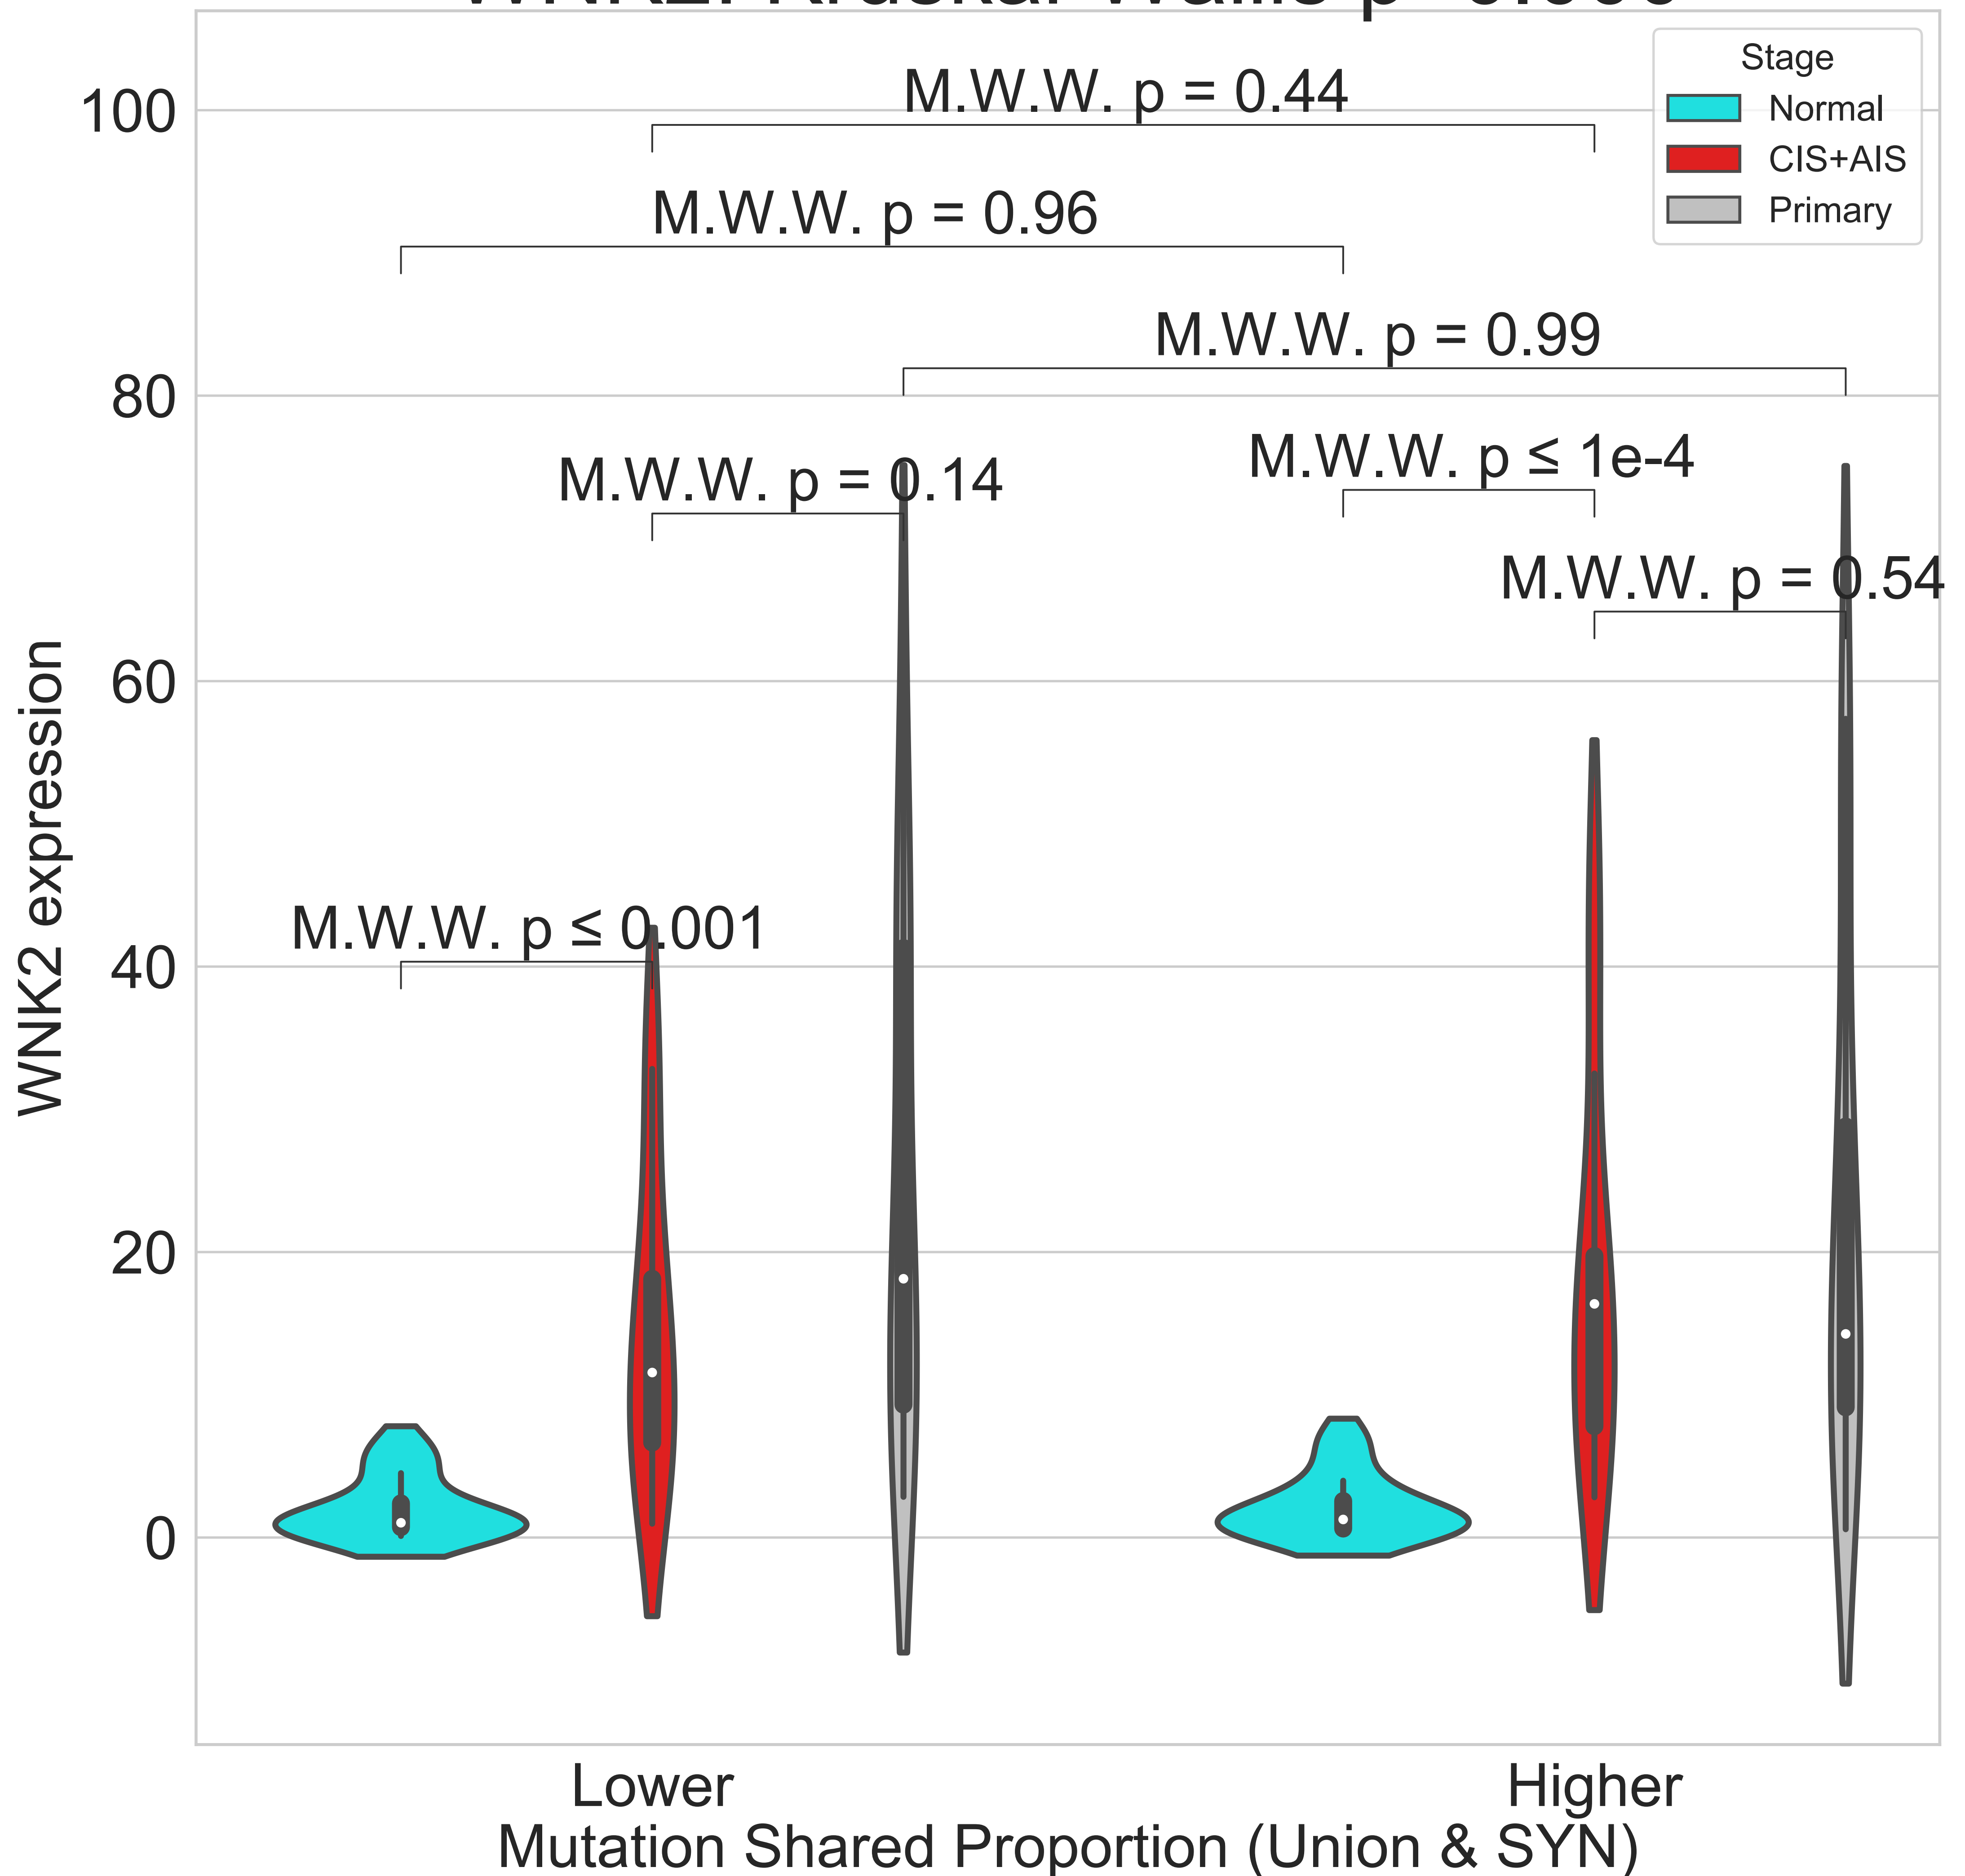 Stage
Normal
CIS+AIS
Primary
M.W.W. p = 0.44
M.W.W. p = 0.96
M.W.W. p = 0.99
M.W.W. p ≤ 1e-4
M.W.W. p = 0.14
M.W.W. p = 0.54
M.W.W. p ≤ 0.001
100
80
60
40
20
0
WNK2 expression
Lower
Higher
Mutation Shared Proportion (Union & SYN)